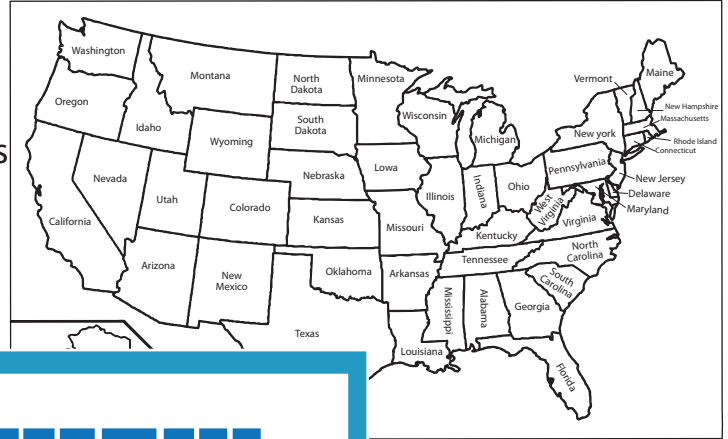 Washington
Montana
North
Dakota
Minnesota
Oregon
Idaho
Wyoming
South
Dakota
Wisconsin
Michigan
Vermont
Maine
New Hampshire
Massachusetts
New york
Rhode Island
Connecticut
s
Nevada
Utah
Colorado
Nebraska
Lowa
Illinois
Indiana
Ohio
Pennsylvania
New Jersey
Delaware
Maryland
California
Kansas
Missouri
Kentucky
West
Virginia
Virginia
Arizona
New
Mexico
Oklahoma
Arkansas
Tennessee
North
Carolina
South
Carolina
Texas
Louisiana
Mississippi
Alabama
Georgia
Florida